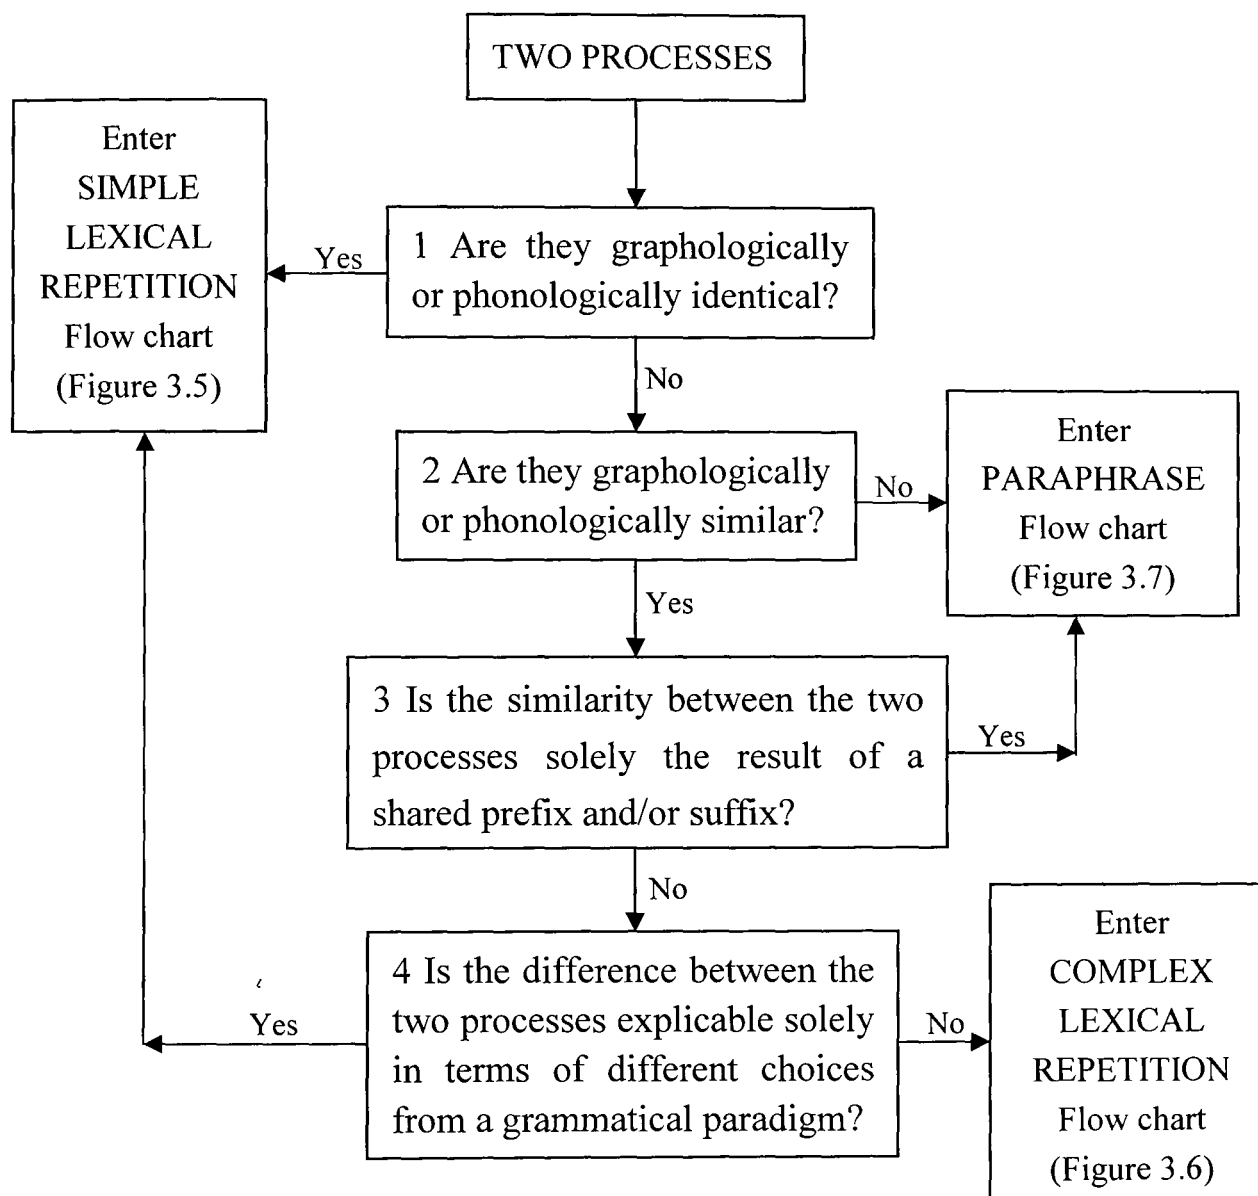 TWO PROCESSES
Enter
SIMPLE
LEXICAL
REPETITION
Flow chart
(Figure 3.5)
Yes
1 Are they graphologically
or phonologically identical?
No
2 Are they graphologically
or phonologically similar?
No
Enter
PARAPHRASE
Flow chart
(Figure 3.7)
Yes
3 Is the similarity between the two
processes solely the result of a
shared prefix and/or suffix?
Yes
No
4 Is the difference between the
two processes explicable solely
in terms of different choices
from a grammatical paradigm?
Yes
No
Enter
COMPLEX
LEXICAL
REPETITION
Flow chart
(Figure 3.6)